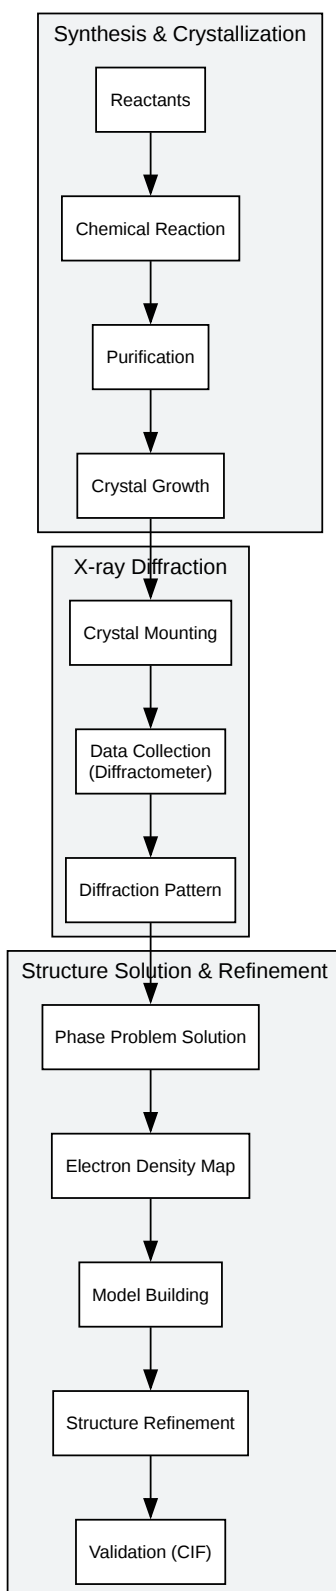 Synthesis & Crystallization
Reactants
Chemical Reaction
Purification
Crystal Growth
X-ray Diffraction
Crystal Mounting
Data Collection
(Diffractometer)
Diffraction Pattern
Structure Solution & Refinement
Phase Problem Solution
Electron Density Map
Model Building
Structure Refinement
Validation (CIF)